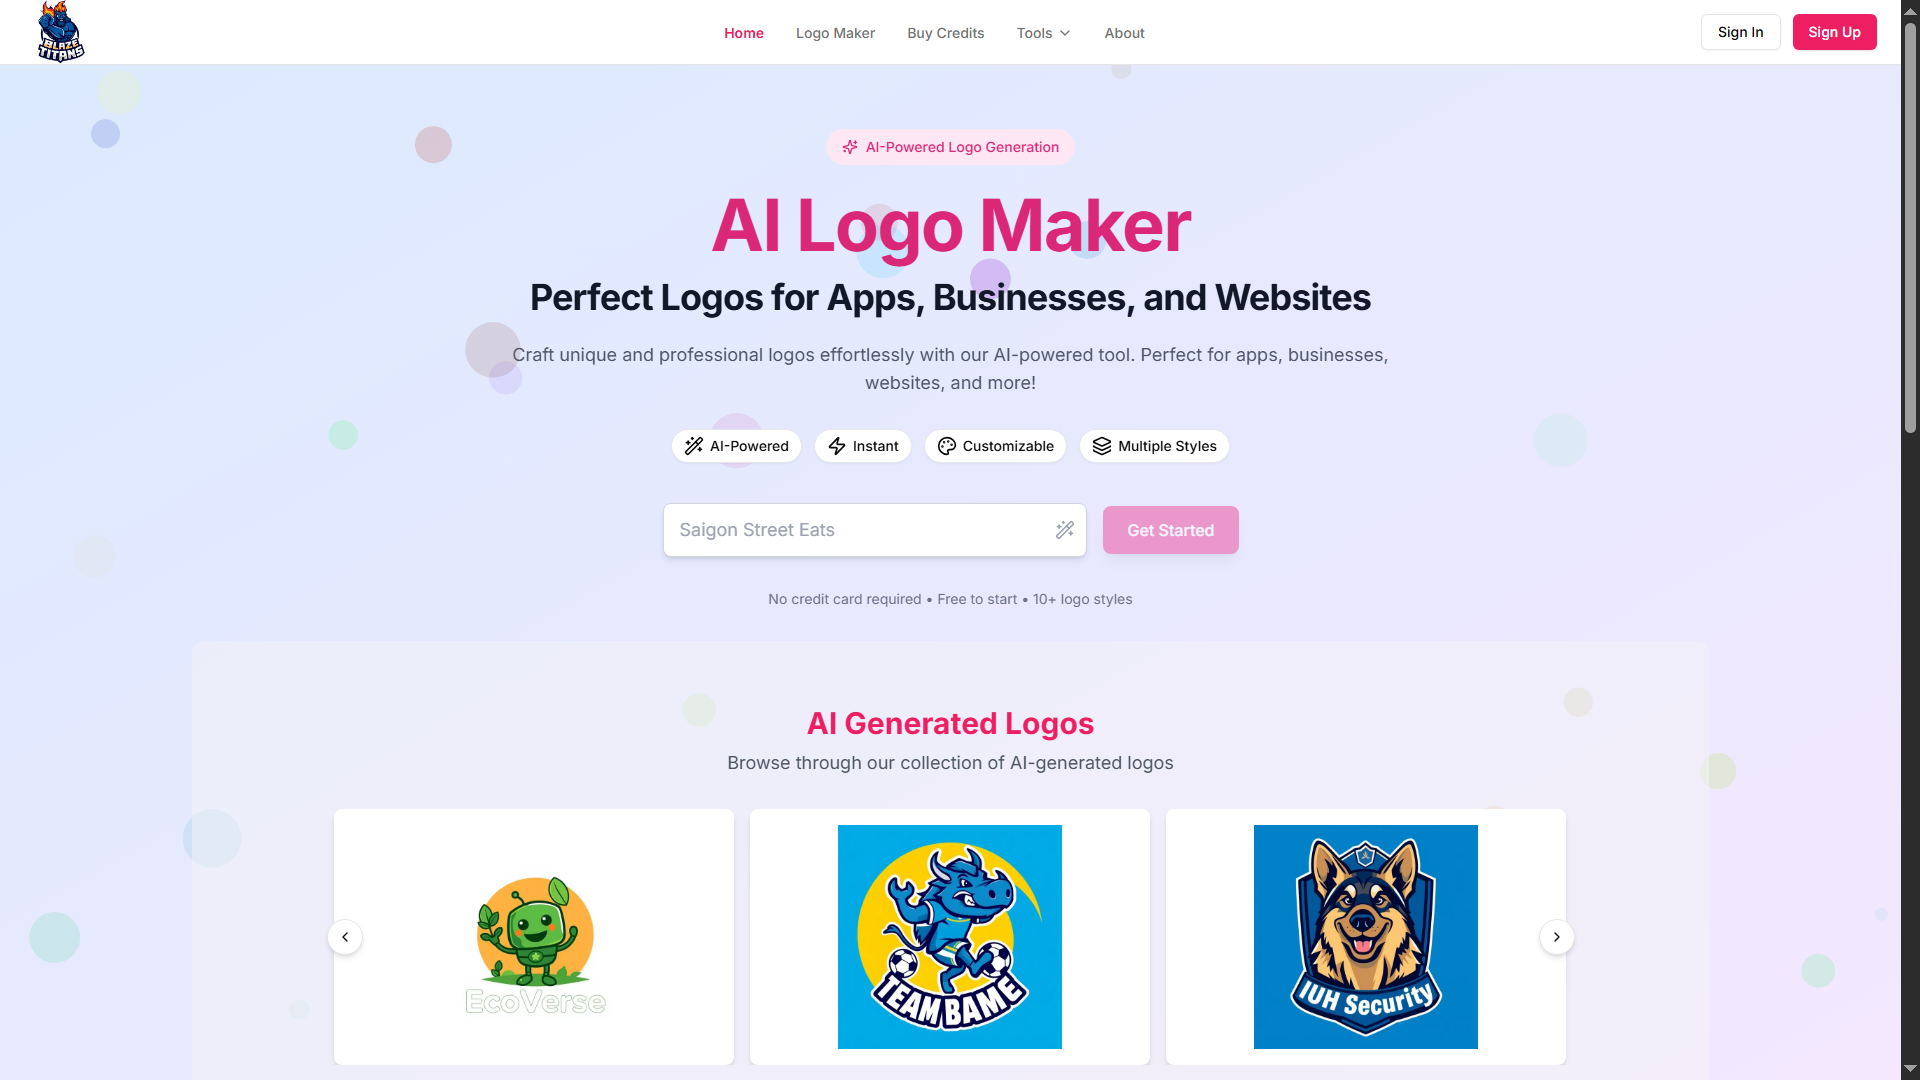 BLAZE
TITANS
Home
Logo Maker
Buy Credits
Tools
About
Sign In
Sign Up
AI-Powered Logo Generation
AI Logo Maker
Perfect Logos for Apps, Businesses, and Websites
Craft unique and professional logos effortlessly with our AI-powered tool. Perfect for apps, businesses,
websites, and more!
AI-Powered
Instant
Customizable
Multiple Styles
Saigon Street Eats
Get Started
No credit card required • Free to start • 10+ logo styles
AI Generated Logos
Browse through our collection of AI-generated logos
EcoVerse
TEAM BAME
IUH Security